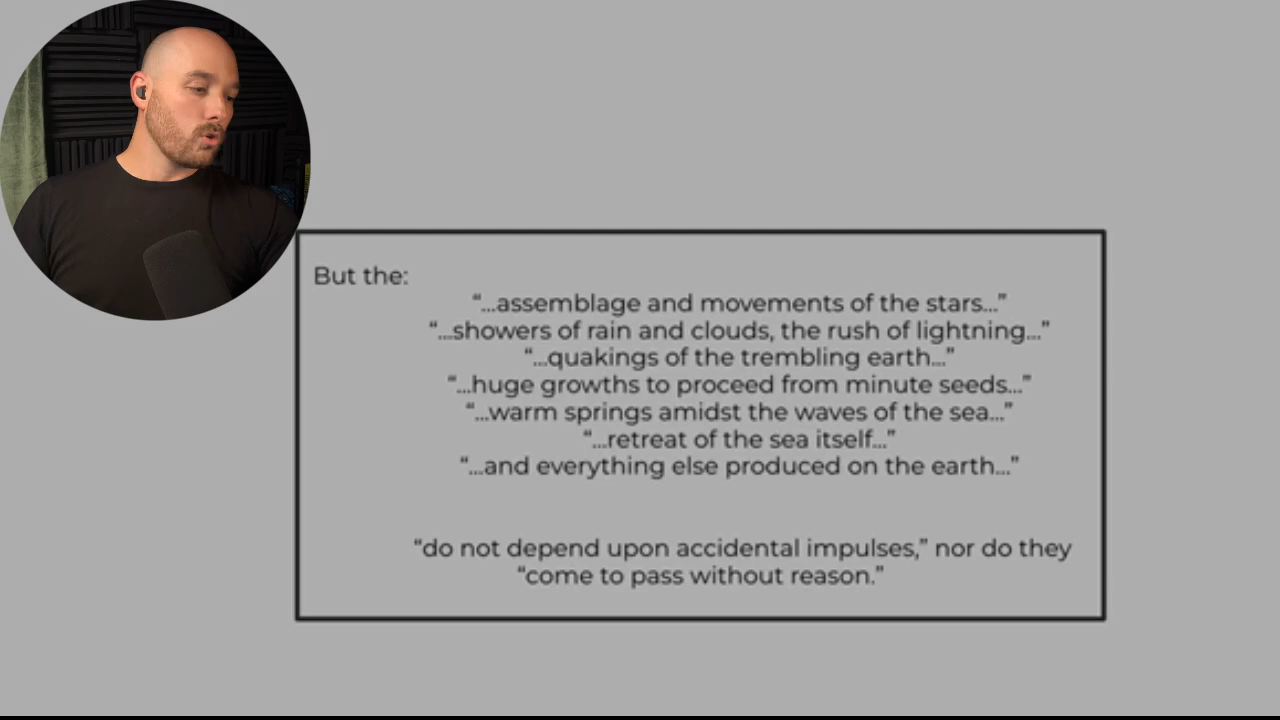 But the:
“...assemblage and movements of the stars...”
“...showers of rain and clouds, the rush of lightning...”
“...quakings of the trembling earth...”
“...huge growths to proceed from minute seeds...”
“...warm springs amidst the waves of the sea...”
“...retreat of the sea itself...”
“...and everything else produced on the earth...”
“do not depend upon accidental impulses,” nor do they
“come to pass without reason.”